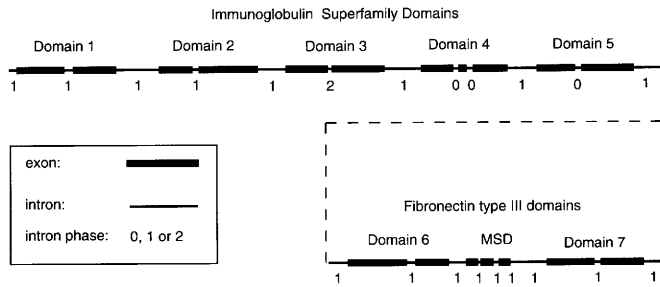 Immunoglobulin Superfamily Domains
Domain 1 Domain 2 Domain 3 Domain 4 Domain 5
1 1 1 1 1 2 1 0 0 1 0 1
exon:
intron:
intron phase: 0, 1 or 2
Fibronectin type III domains
Domain 6 MSD Domain 7
1 1 1 1 1 1 1 1 1